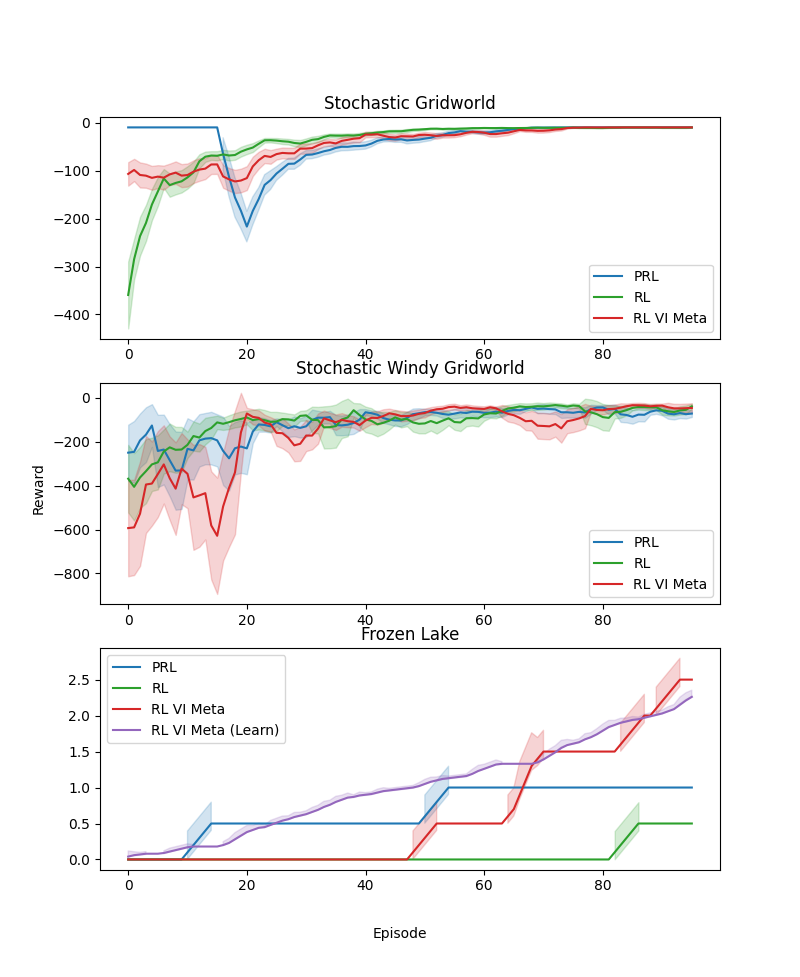 Stochastic Gridworld
0
−100
−200
−300
−400
PRL
RL
RL VI Meta
0
20
40
60
80
Stochastic Windy Gridworld
0
−200
−400
−600
−800
Reward
PRL
RL
RL VI Meta
0
20
40
60
80
Frozen Lake
2.5
2.0
1.5
1.0
0.5
0.0
PRL
RL
RL VI Meta
RL VI Meta (Learn)
0
20
40
60
80
Episode